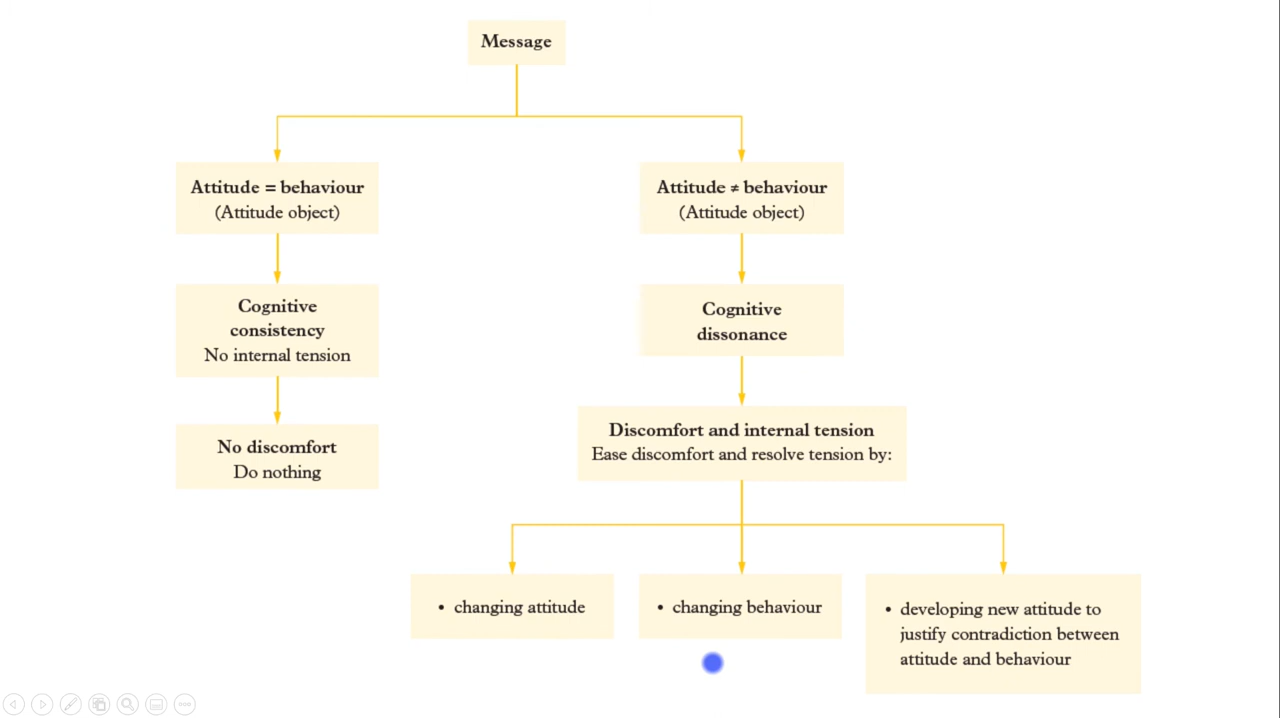 Message
Attitude = behaviour
(Attitude object)
Attitude ≠ behaviour
(Attitude object)
Cognitive
consistency
No internal tension
Cognitive
dissonance
No discomfort
Do nothing
Discomfort and internal tension
Ease discomfort and resolve tension by:
• changing attitude
• changing behaviour
• developing new attitude to
justify contradiction between
attitude and behaviour